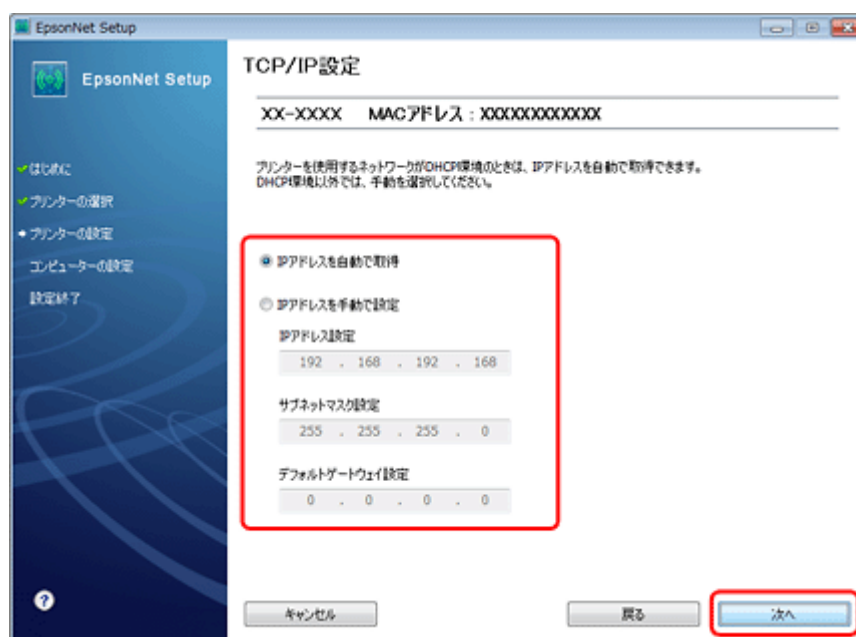 EpsonNet Setup
EpsonNet Setup
はじめに
プリンターの選択
プリンターの設定
コンピューターの設定
設定終了
TCP/IP設定
XX-XXXX MACアドレス:XXXXXXXXXXXX
プリンターを使用するネットワークがDHCP環境のときは、IPアドレスを自動で取得できます。
DHCP環境以外では、手動を選択してください。
IPアドレスを自動で取得
IPアドレスを手動で設定
IPアドレス設定
192 . 168 . 192 . 168
サブネットマスク設定
255 . 255 . 255 . 0
デフォルトゲートウェイ設定
0 . 0 . 0 . 0
?
キャンセル 戻る 次へ